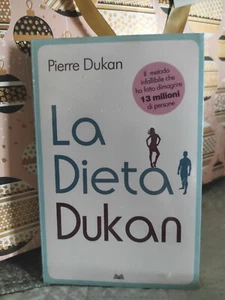 Pierre Dukan
Il metodo
infallibile che
ha fatto dimagrire
13 milioni
di persone
La
Dieta
Dukan